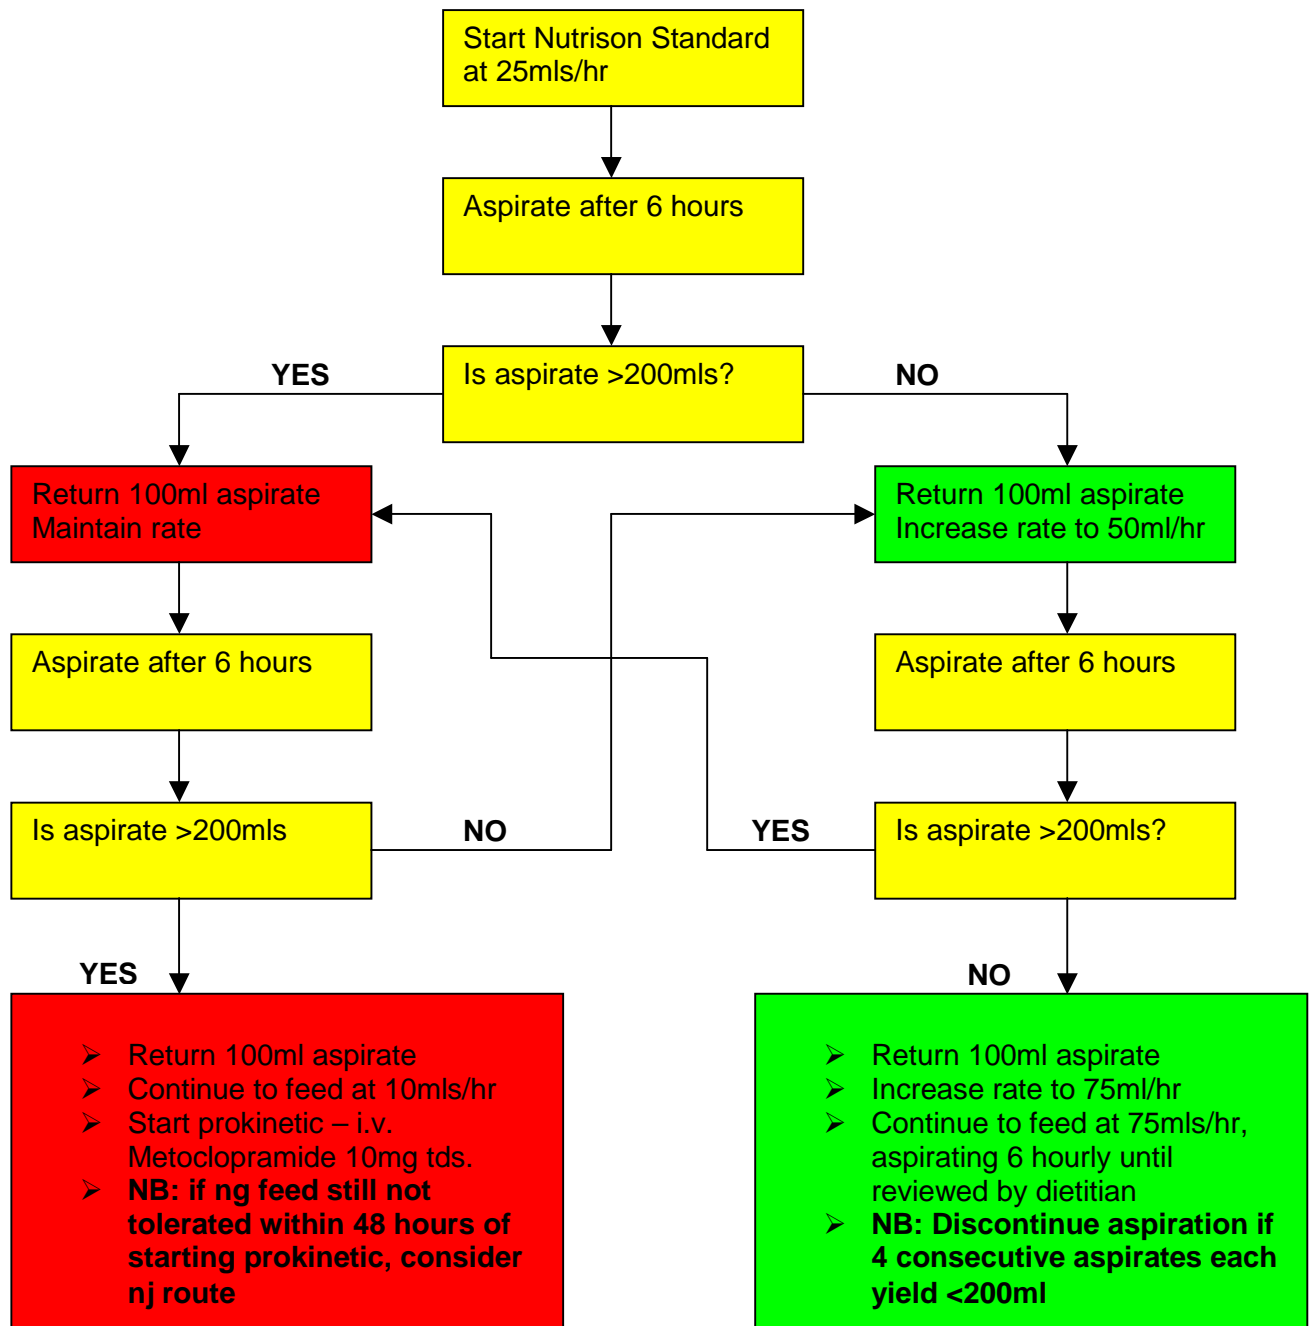 Start Nutrison Standard
at 25mls/hr
Aspirate after 6 hours
Is aspirate >200mls?
YES
NO
Return 100ml aspirate
Maintain rate
Return 100ml aspirate
Increase rate to 50ml/hr
Aspirate after 6 hours
Aspirate after 6 hours
Is aspirate >200mls
NO
YES
Is aspirate >200mls?
YES
NO
➢ Return 100ml aspirate
➢ Continue to feed at 10mls/hr
➢ Start prokinetic – i.v.
Metoclopramide 10mg tds.
➢ NB: if ng feed still not
tolerated within 48 hours of
starting prokinetic, consider
nj route
➢ Return 100ml aspirate
➢ Increase rate to 75ml/hr
➢ Continue to feed at 75mls/hr,
aspirating 6 hourly until
reviewed by dietitian
➢ NB: Discontinue aspiration if
4 consecutive aspirates each
yield <200ml